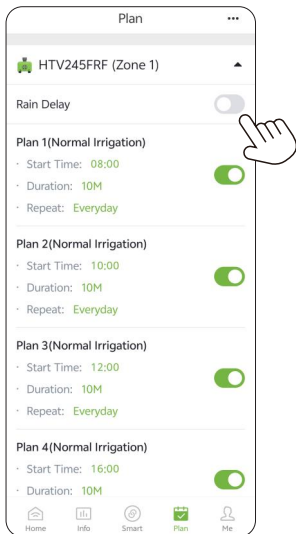 Plan
HTV245FRF (Zone 1)
Rain Delay
Plan 1(Normal Irrigation)
· Start Time: 08:00
· Duration: 10M
· Repeat: Everyday
Plan 2(Normal Irrigation)
· Start Time: 10:00
· Duration: 10M
· Repeat: Everyday
Plan 3(Normal Irrigation)
· Start Time: 12:00
· Duration: 10M
· Repeat: Everyday
Plan 4(Normal Irrigation)
· Start Time: 16:00
· Duration: 10M
Home Info Smart Plan Me